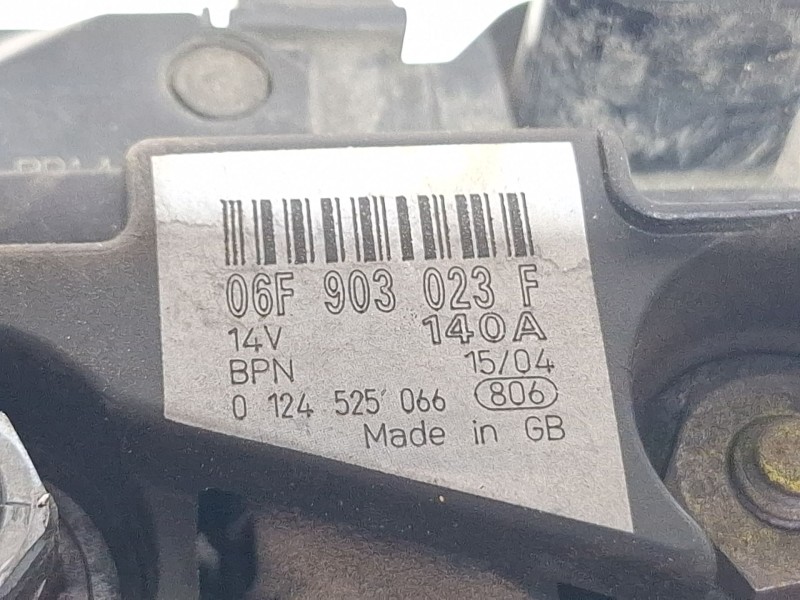 06F 903 023 F
14V 140A
BPN 15/04
0 124 525 066 806
Made in GB